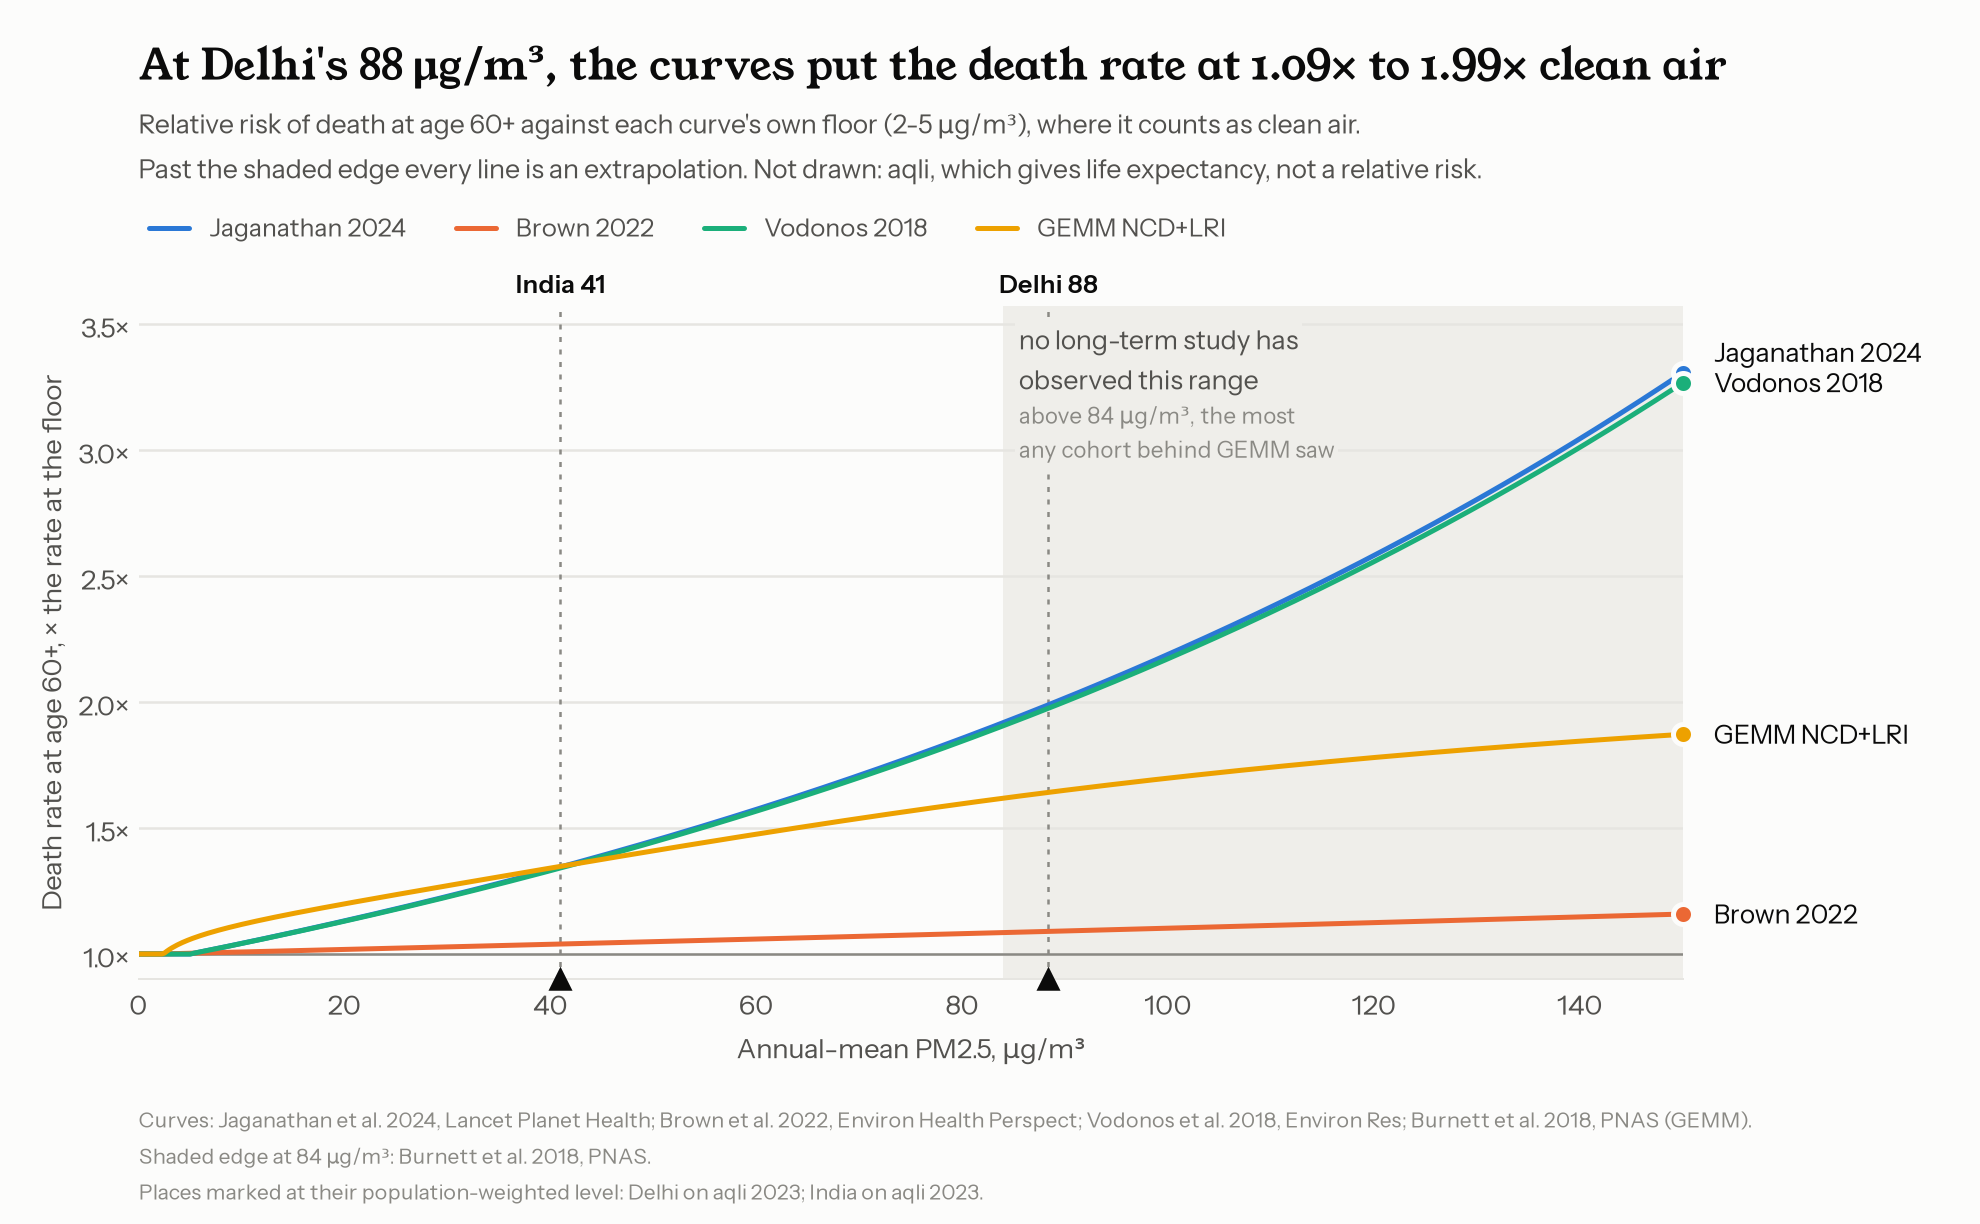 At Delhi's 88 µg/m³, the curves put the death rate at 1.09× to 1.99× clean air
Relative risk of death at age 60+ against each curve's own floor (2-5 µg/m³), where it counts as clean air.
Past the shaded edge every line is an extrapolation. Not drawn: aqli, which gives life expectancy, not a relative risk.
Jaganathan 2024
Brown 2022
Vodonos 2018
GEMM NCD+LRI
India 41
Delhi 88
no long-term study has
observed this range
above 84 µg/m³, the most
any cohort behind GEMM saw
3.5×
3.0×
2.5×
2.0×
1.5×
1.0×
Death rate at age 60+, × the rate at the floor
Jaganathan 2024
Vodonos 2018
GEMM NCD+LRI
Brown 2022
0
20
40
60
80
100
120
140
Annual-mean PM2.5, µg/m³
Curves: Jaganathan et al. 2024, Lancet Planet Health; Brown et al. 2022, Environ Health Perspect; Vodonos et al. 2018, Environ Res; Burnett et al. 2018, PNAS (GEMM).
Shaded edge at 84 µg/m³: Burnett et al. 2018, PNAS.
Places marked at their population-weighted level: Delhi on aqli 2023; India on aqli 2023.